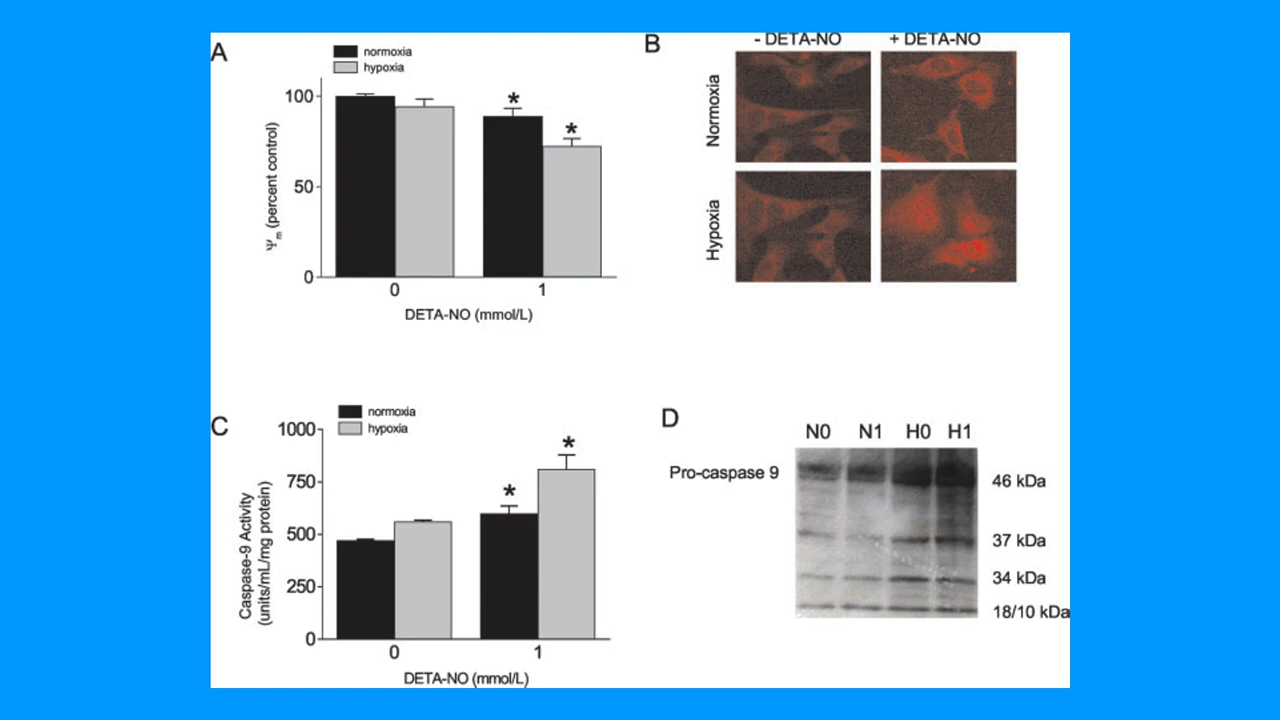 A
normoxia
hypoxia
100
50
0
Ψm (percent control)
*
*
0
1
DETA-NO (mmol/L)
B
- DETA-NO
+ DETA-NO
Normoxia
Hypoxia
C
normoxia
hypoxia
1000
750
500
250
0
Caspase-9 Activity
(units/mL/mg protein)
*
*
0
1
DETA-NO (mmol/L)
D
N0 N1 H0 H1
Pro-caspase 9
46 kDa
37 kDa
34 kDa
18/10 kDa